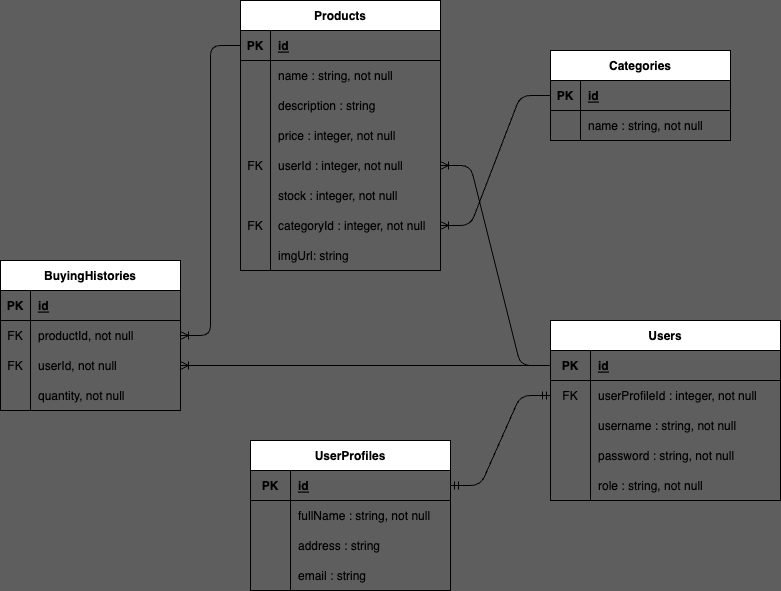 Products
PK id
name : string, not null
description : string
price : integer, not null
FK userId : integer, not null
stock : integer, not null
FK categoryId : integer, not null
imgUrl: string
Categories
PK id
name : string, not null
BuyingHistories
PK id
FK productId, not null
FK userId, not null
quantity, not null
Users
PK id
FK userProfileId : integer, not null
username : string, not null
password : string, not null
role : string, not null
UserProfiles
PK id
fullName : string, not null
address : string
email : string